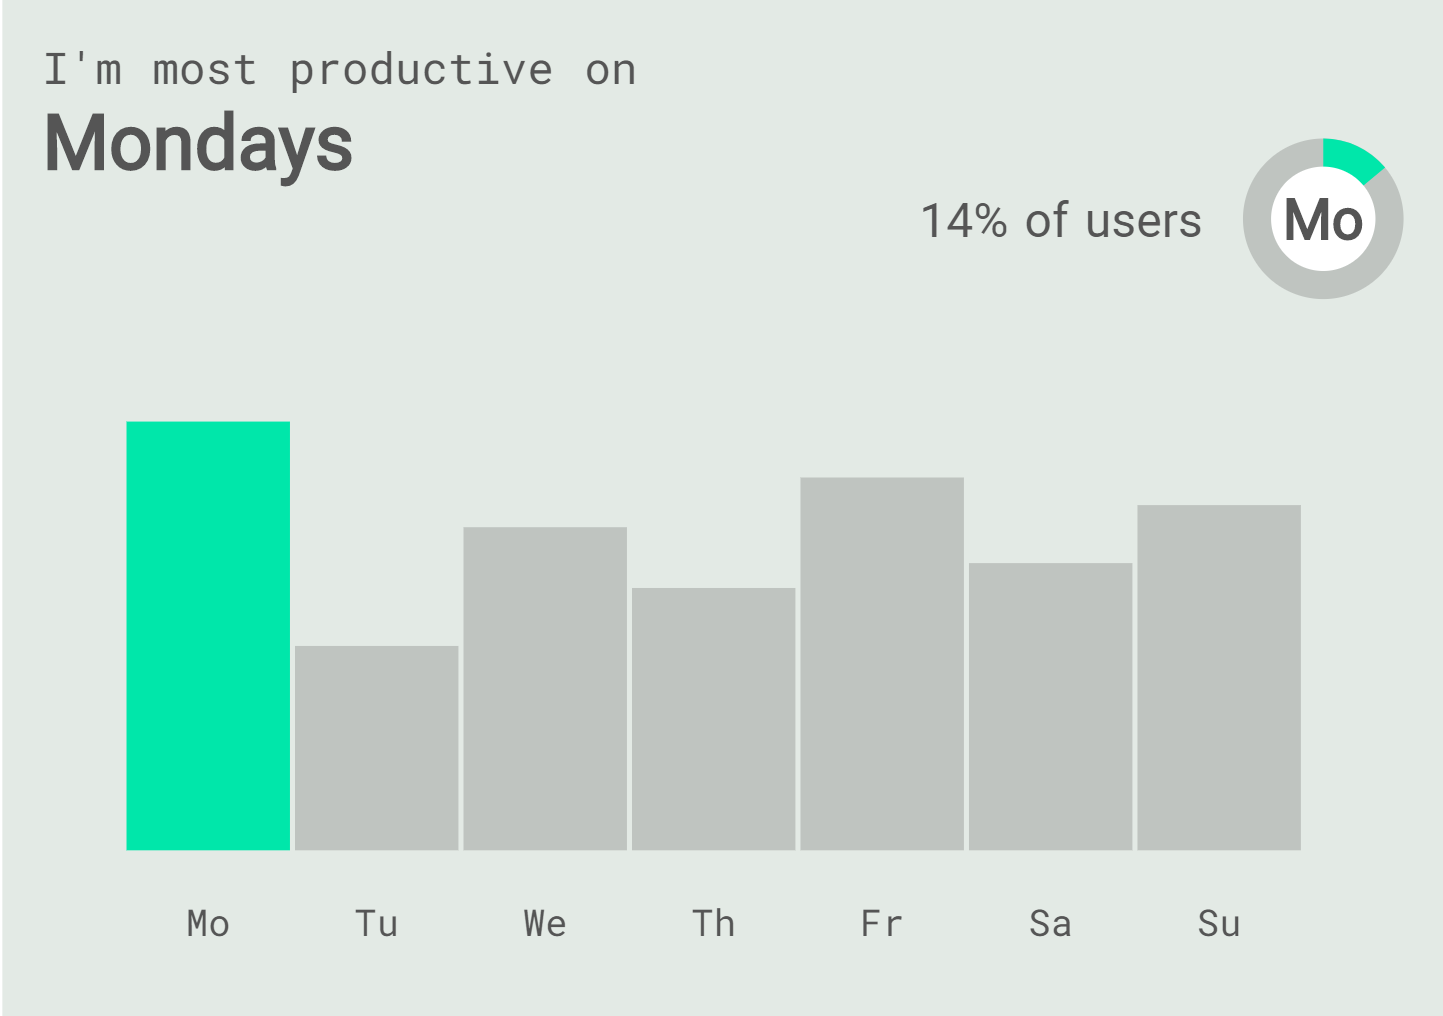 I'm most productive on
Mondays
14% of users
Mo
Mo Tu We Th Fr Sa Su